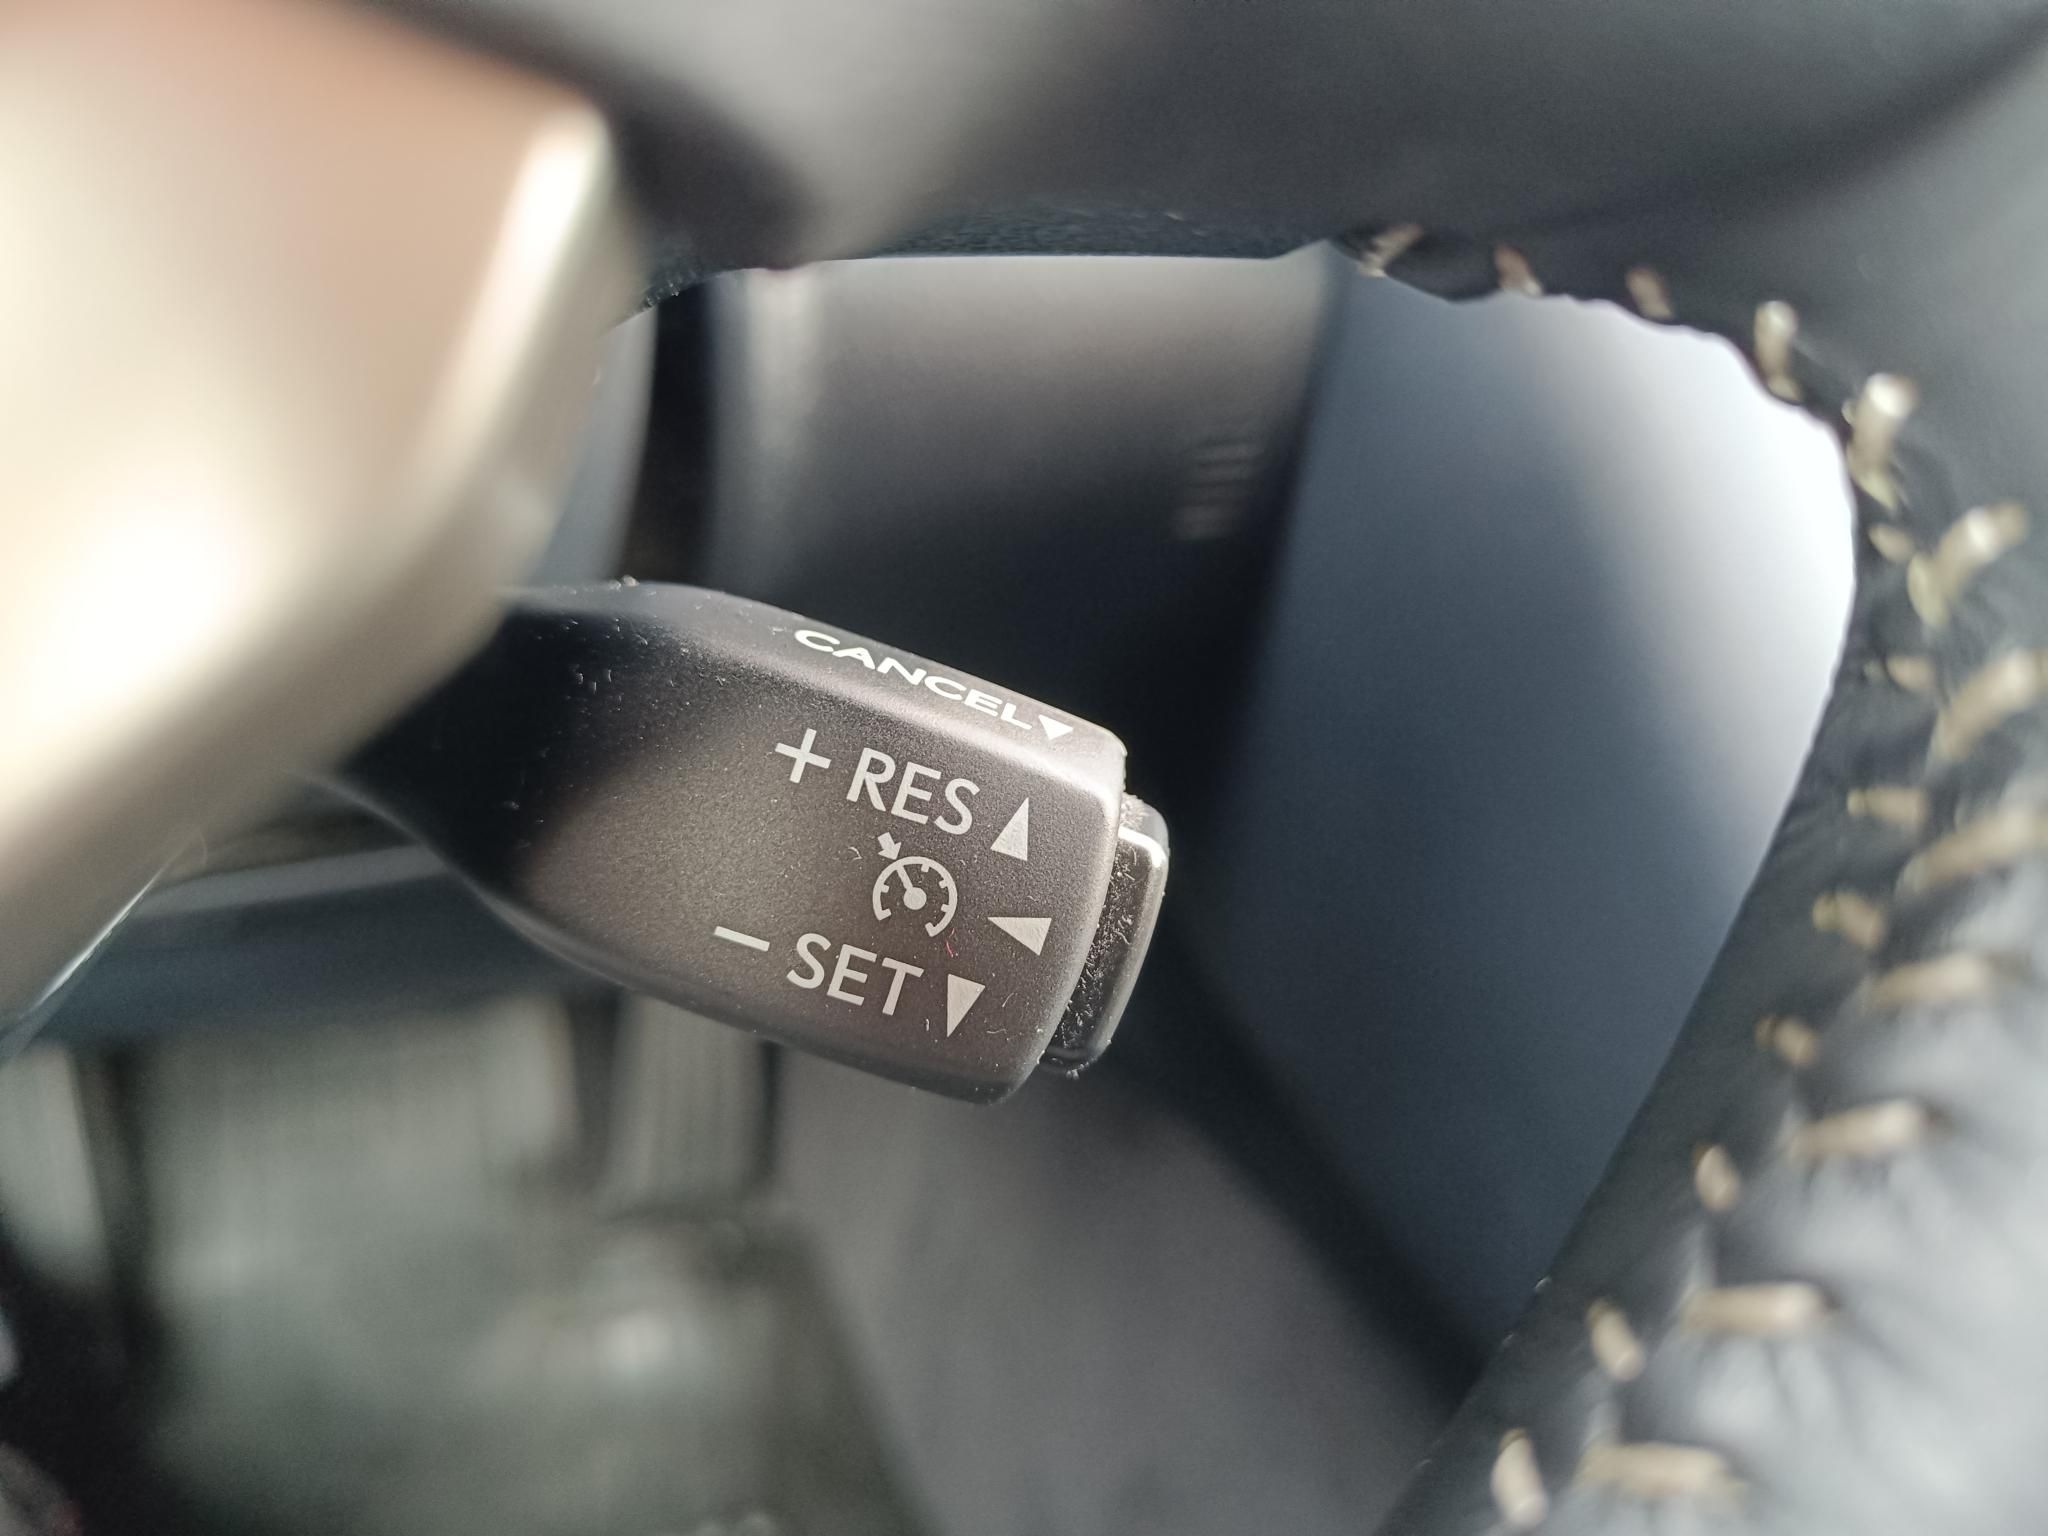 CANCEL▼
+ RES ▲
− SET ▼